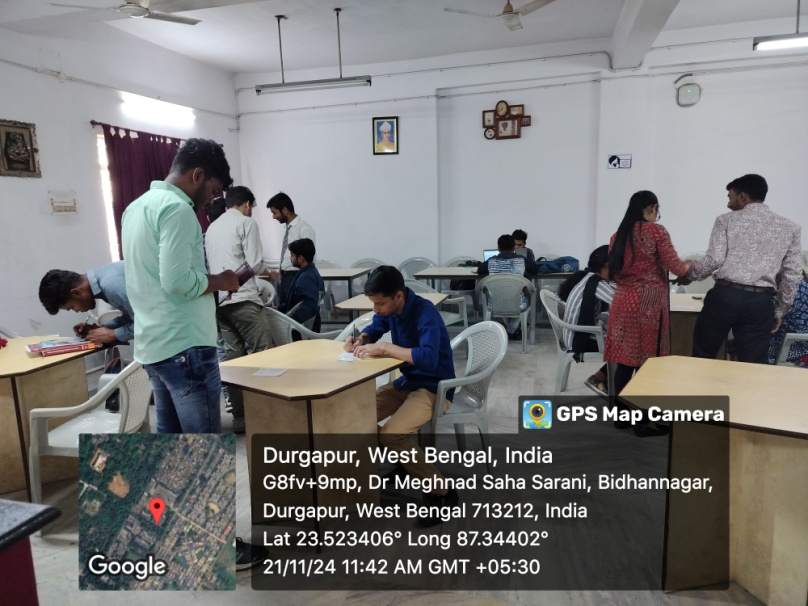 GPS Map Camera
Durgapur, West Bengal, India
G8fv+9mp, Dr Meghnad Saha Sarani, Bidhannagar,
Durgapur, West Bengal 713212, India
Lat 23.523406° Long 87.34402°
21/11/24 11:42 AM GMT +05:30
Google